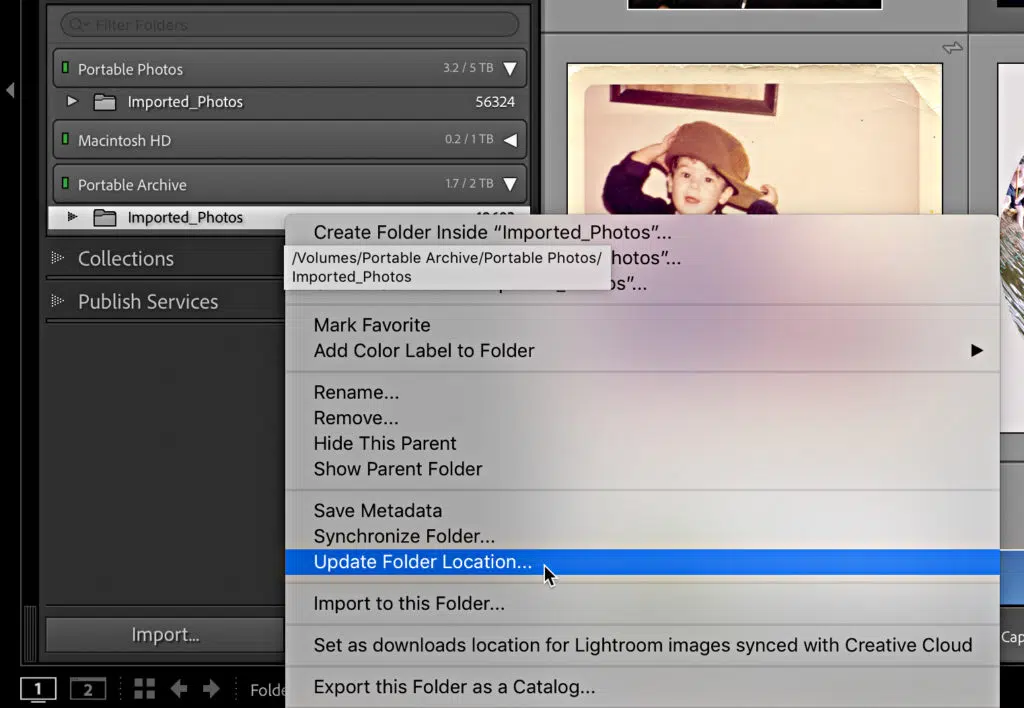 Filter Folders
Portable Photos 3.2 / 5 TB
Imported_Photos 56324
Macintosh HD 0.2 / 1 TB
Portable Archive 1.7 / 2 TB
Imported_Photos
Create Folder Inside “Imported_Photos”...
/Volumes/Portable Archive/Portable Photos/
Imported_Photos
hotos”...
os”...
Collections
Publish Services
Mark Favorite
Add Color Label to Folder
Rename...
Remove...
Hide This Parent
Show Parent Folder
Save Metadata
Synchronize Folder...
Update Folder Location...
Import to this Folder...
Import...
Set as downloads location for Lightroom images synced with Creative Cloud
Cap
1 2 Folde
Export this Folder as a Catalog...